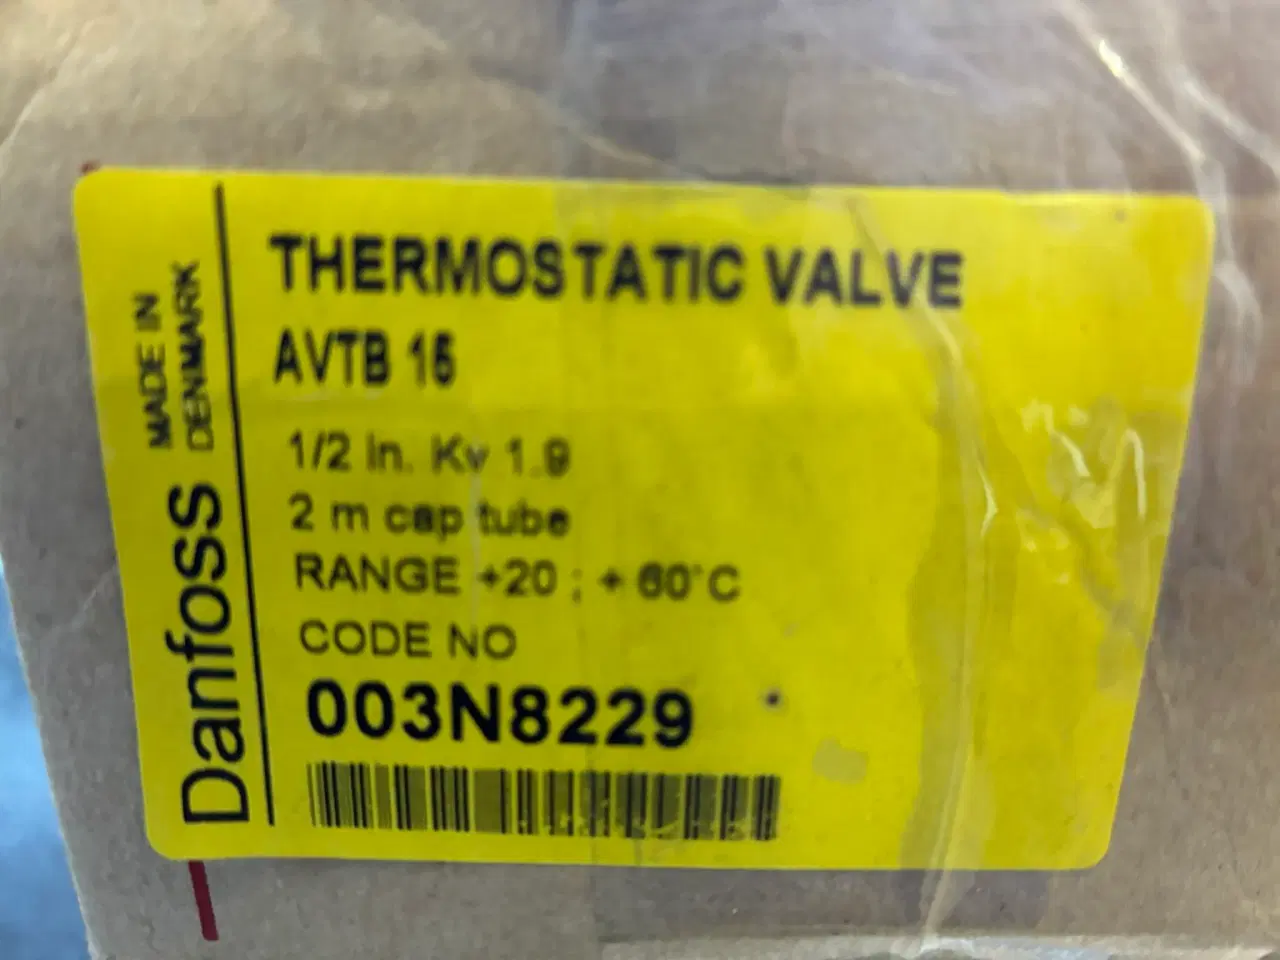 THERMOSTATIC VALVE
AVTB 15
1/2 in. Kv 1.9
2 m cap tube
RANGE +20 ; + 60°C
CODE NO
003N8229
Danfoss
MADE IN
DENMARK